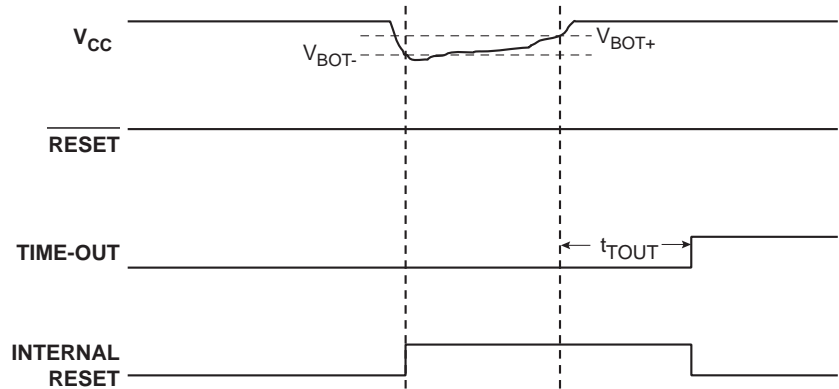 VCC
VBOT-
VBOT+
RESET
TIME-OUT
tTOUT
INTERNAL
RESET